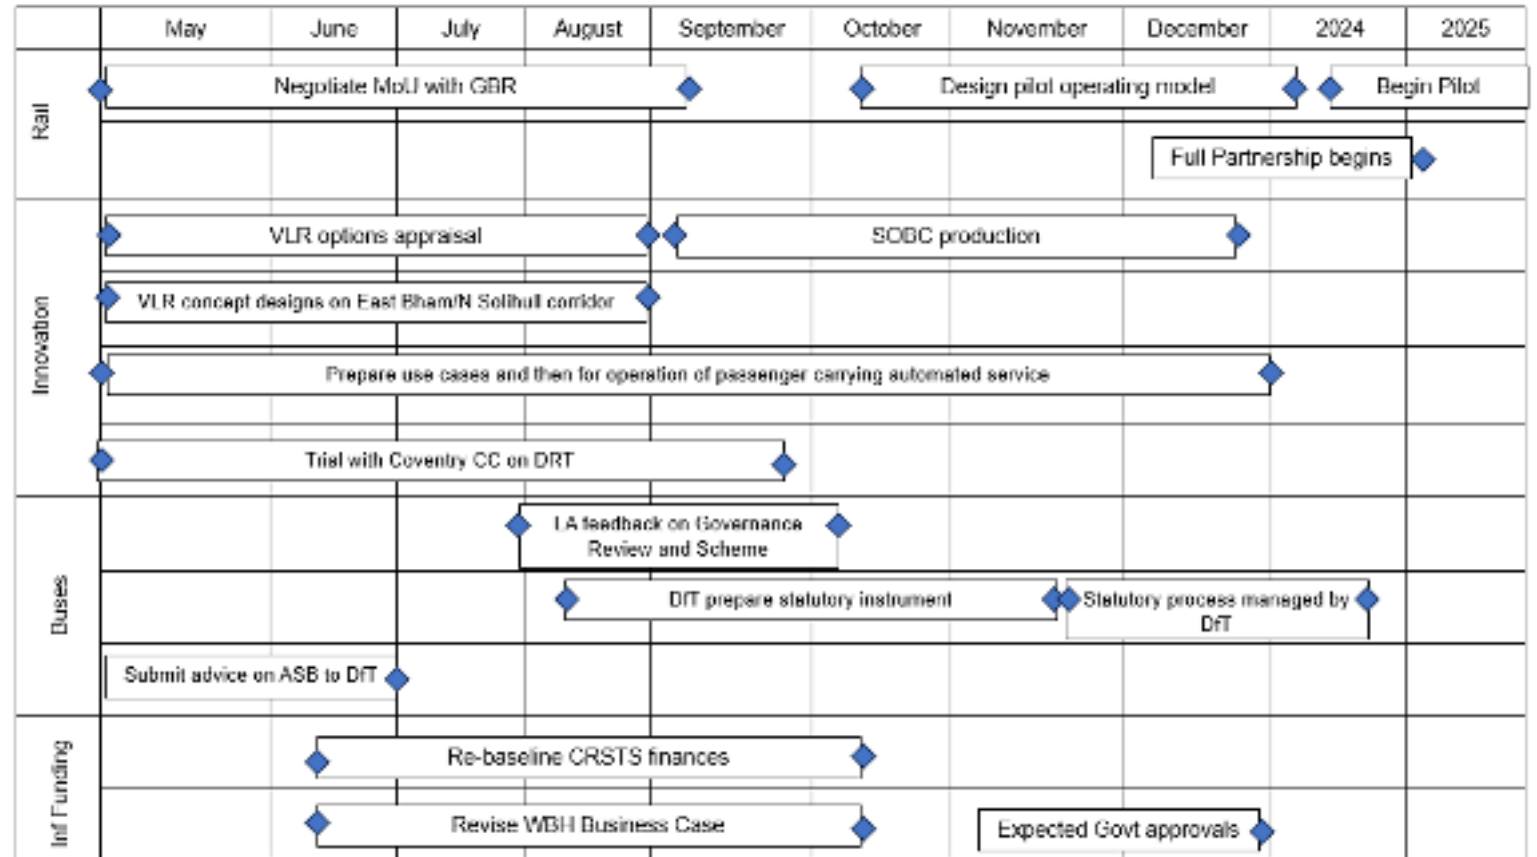 May June July August September October November December 2024 2025
Rail
Negotiate MoU with GBR
Design pilot operating model
Begin Pilot
Full Partnership begins
Innovation
VLR options appraisal
SOBC production
VLR concept designs on East Bham/N Solihull corridor
Prepare use cases and then for operation of passenger carrying automated service
Trial with Coventry CC on DRT
Buses
LA feedback on Governance
Review and Scheme
DfT prepare statutory instrument
Statutory process managed by
DfT
Submit advice on ASB to DfT
Inf Funding
Re-baseline CRSTS finances
Revise WBH Business Case
Expected Govt approvals